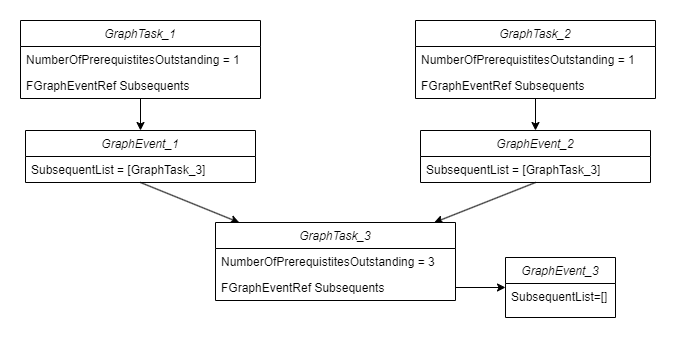 GraphTask_1
NumberOfPrerequistitesOutstanding = 1
FGraphEventRef Subsequents
GraphTask_2
NumberOfPrerequistitesOutstanding = 1
FGraphEventRef Subsequents
GraphEvent_1
SubsequentList = [GraphTask_3]
GraphEvent_2
SubsequentList = [GraphTask_3]
GraphTask_3
NumberOfPrerequistitesOutstanding = 3
FGraphEventRef Subsequents
GraphEvent_3
SubsequentList=[]